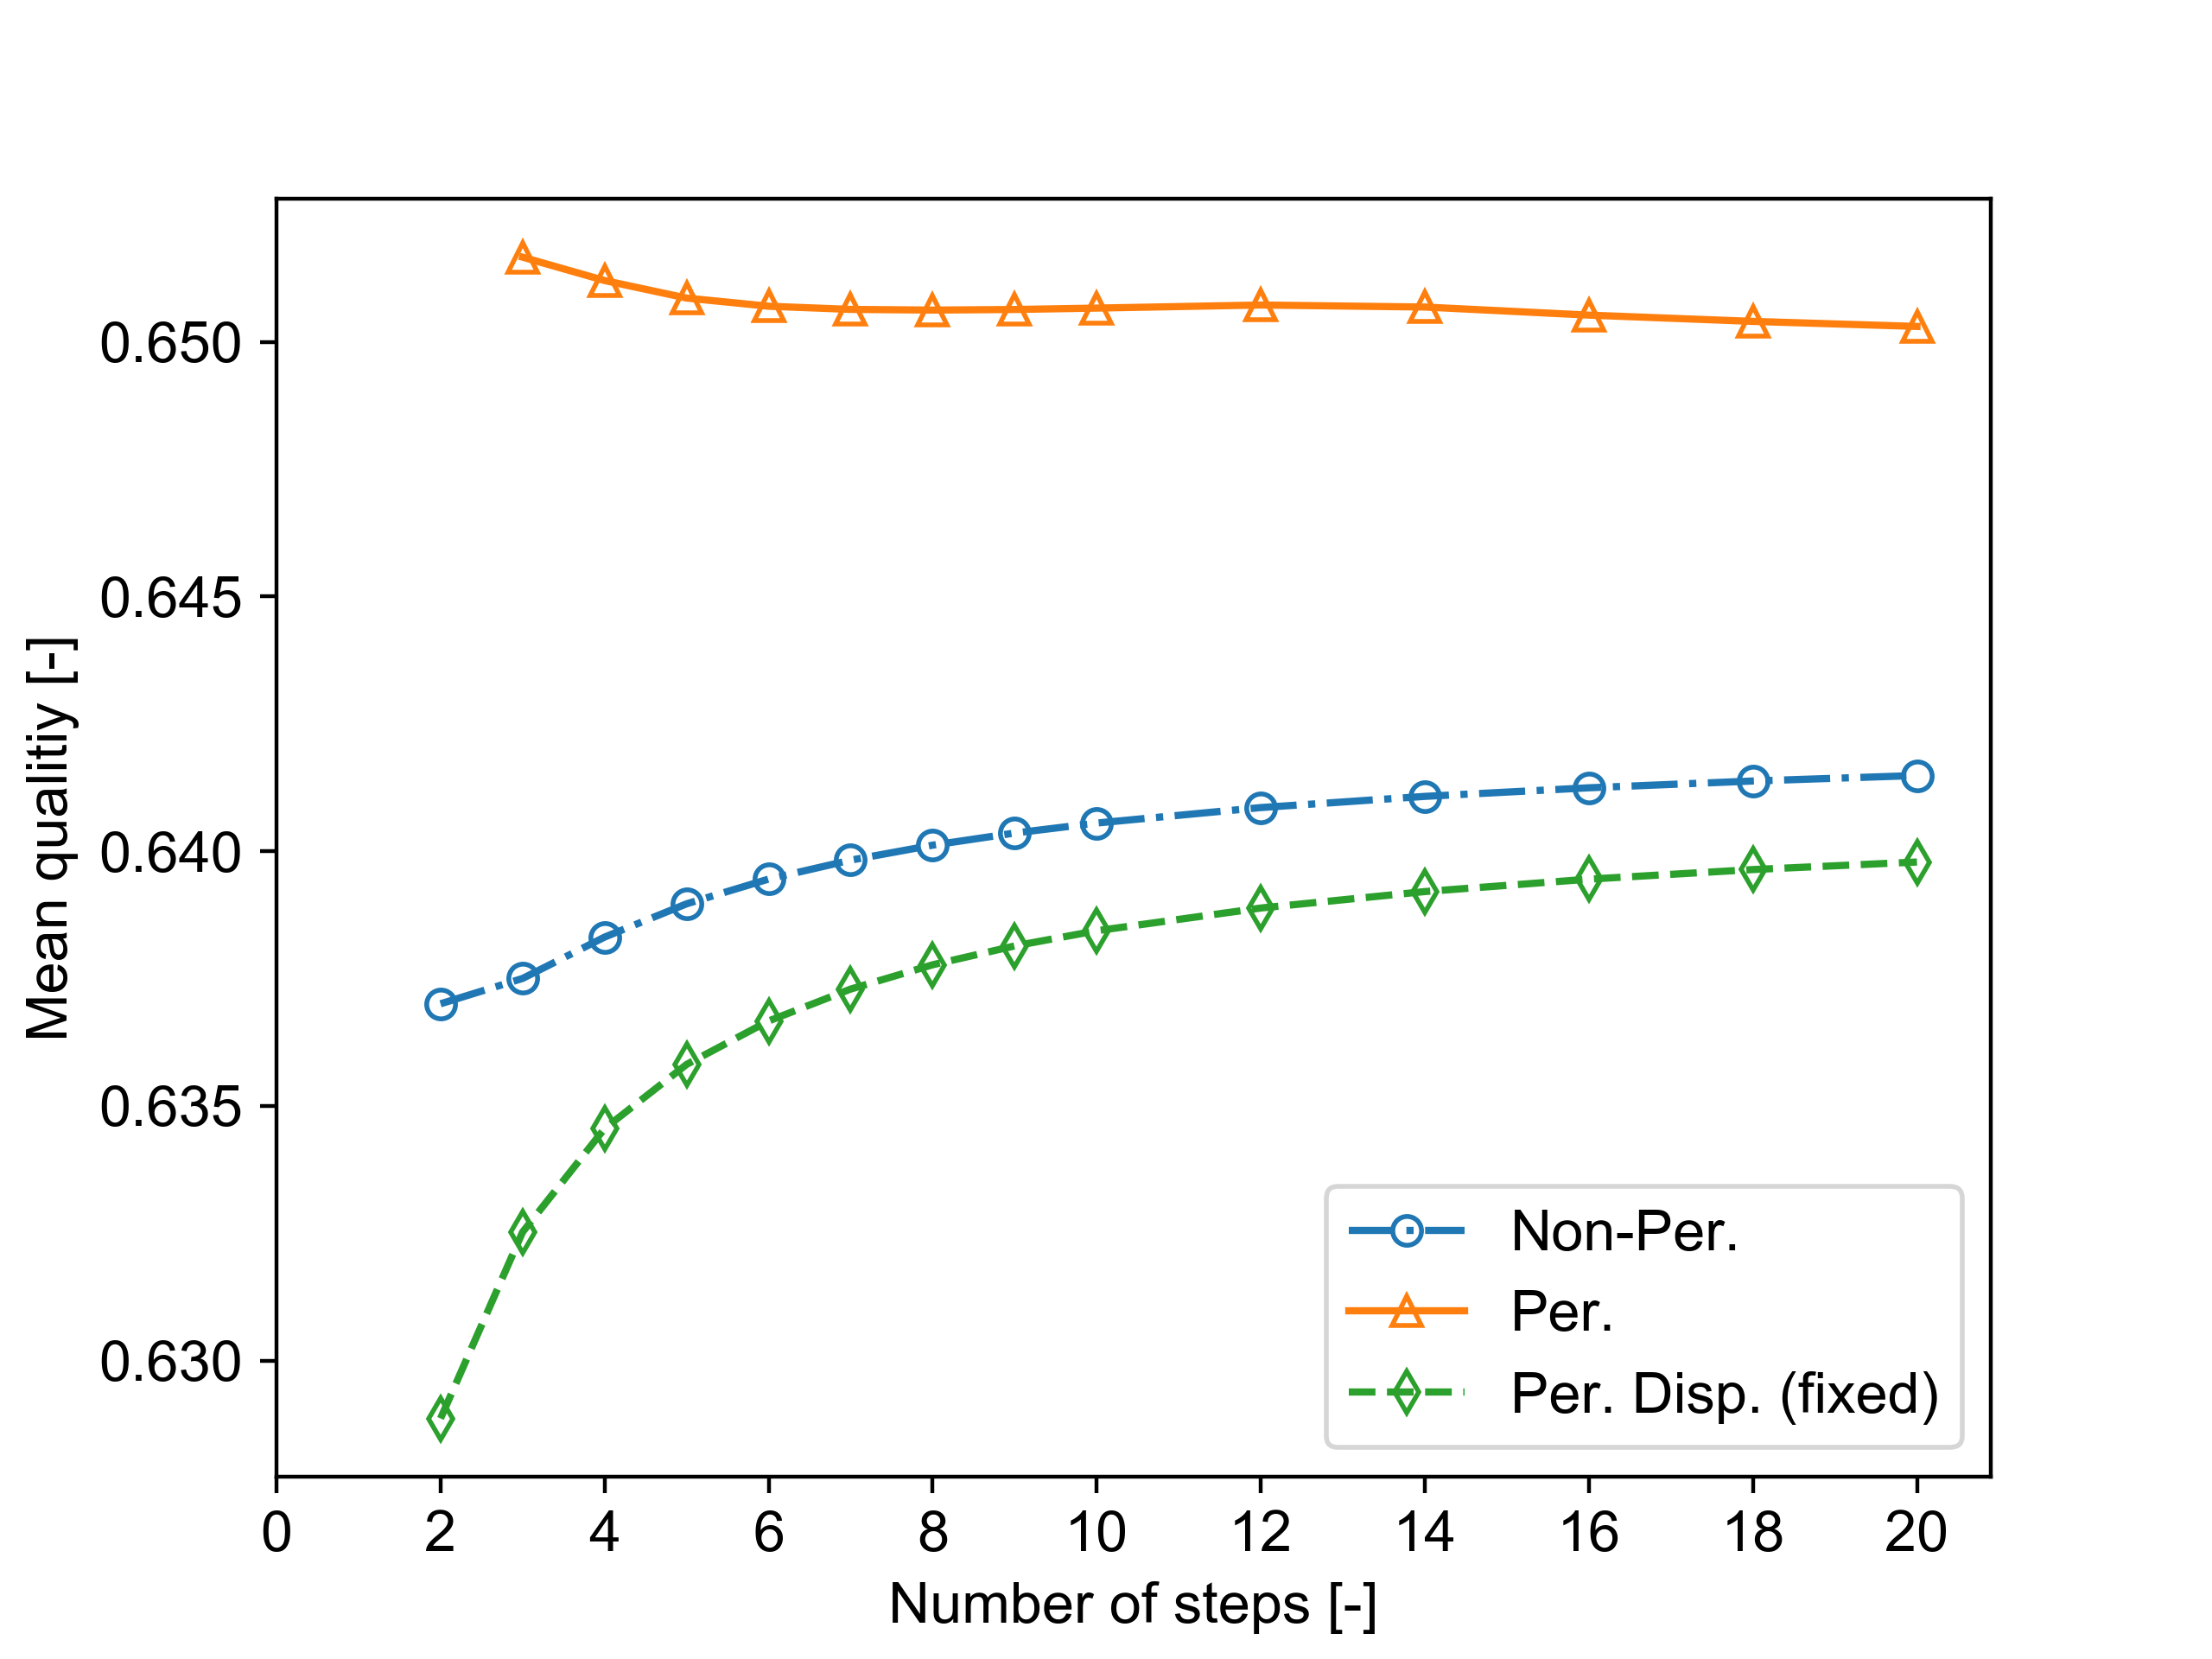 0.650
0.645
0.640
0.635
0.630
Mean qualitiy [-]
0 2 4 6 8 10 12 14 16 18 20
Number of steps [-]
Non-Per.
Per.
Per. Disp. (fixed)